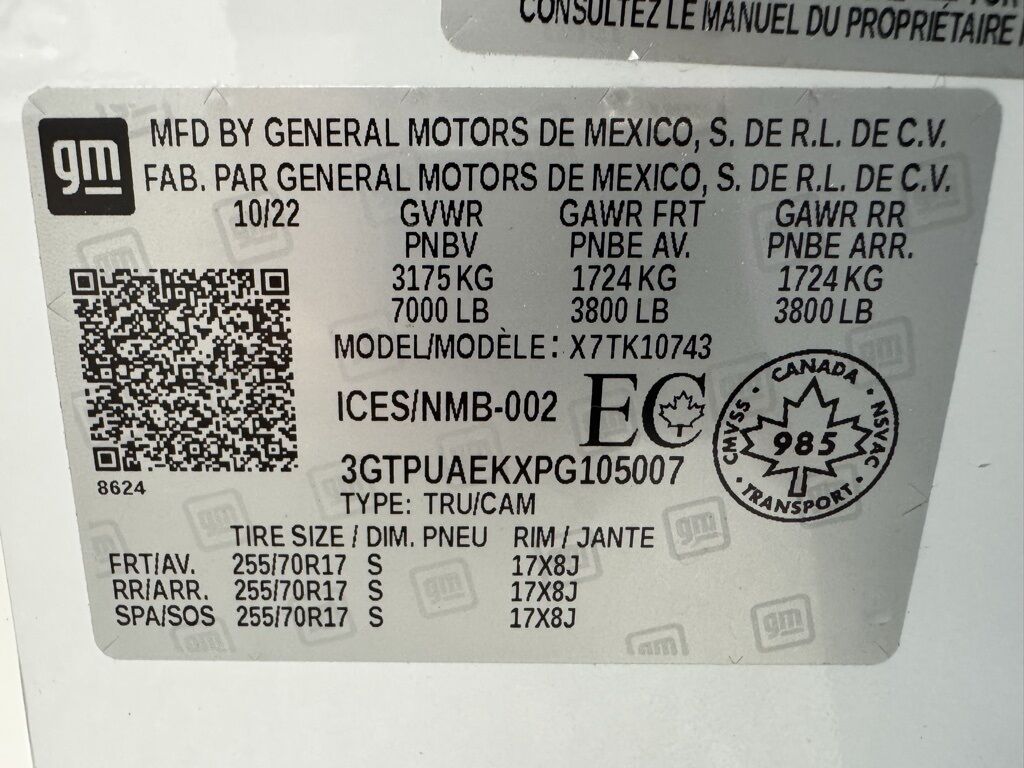 CONSULTEZ LE MANUEL DU PROPRIÉTAIRE
gm
MFD BY GENERAL MOTORS DE MEXICO, S. DE R.L. DE C.V.
FAB. PAR GENERAL MOTORS DE MEXICO, S. DE R.L. DE C.V.
10/22 GVWR GAWR FRT GAWR RR
PNBV PNBE AV. PNBE ARR.
3175 KG 1724 KG 1724 KG
7000 LB 3800 LB 3800 LB
MODEL/MODÈLE: X7TK10743
ICES/NMB-002 EC
CANADA
CMVSS 985 NSVAC
TRANSPORT
3GTPUAEKXPG105007
8624
TYPE: TRU/CAM
TIRE SIZE / DIM. PNEU RIM / JANTE
FRT/AV. 255/70R17 S 17X8J
RR/ARR. 255/70R17 S 17X8J
SPA/SOS 255/70R17 S 17X8J